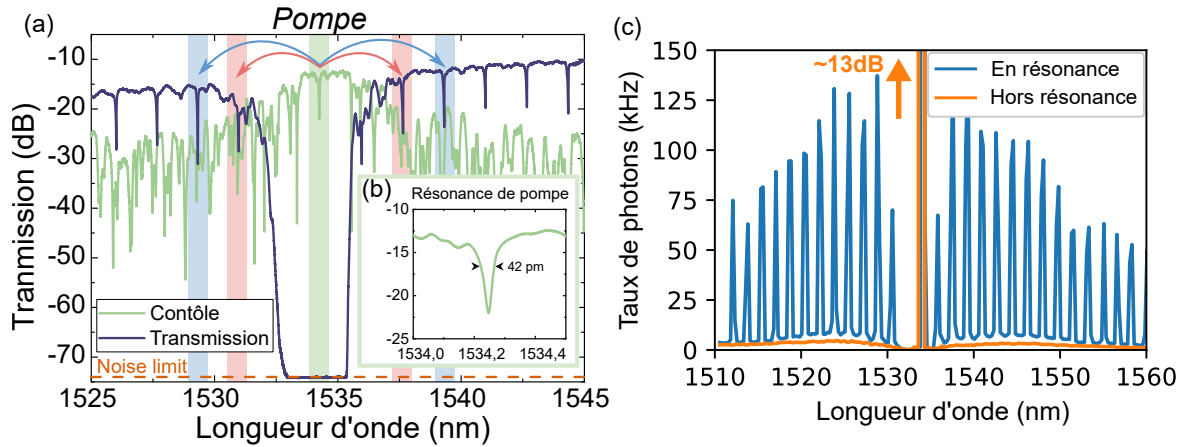 (a)
Pompe
Tranmission (dB)
-10
-20
-30
-40
-50
-60
-70
1525
1530
1535
1540
1545
Longueur d'onde (nm)
Contôle
Transmission
Noise limit
(b)
Résonance de pompe
-10
-15
-20
-25
1534,0
1534,2
1534,4
42 pm
(c)
Taux de photons (kHz)
150
125
100
75
50
25
0
1510
1520
1530
1540
1550
1560
Longueur d'onde (nm)
~13dB
En résonance
Hors résonance